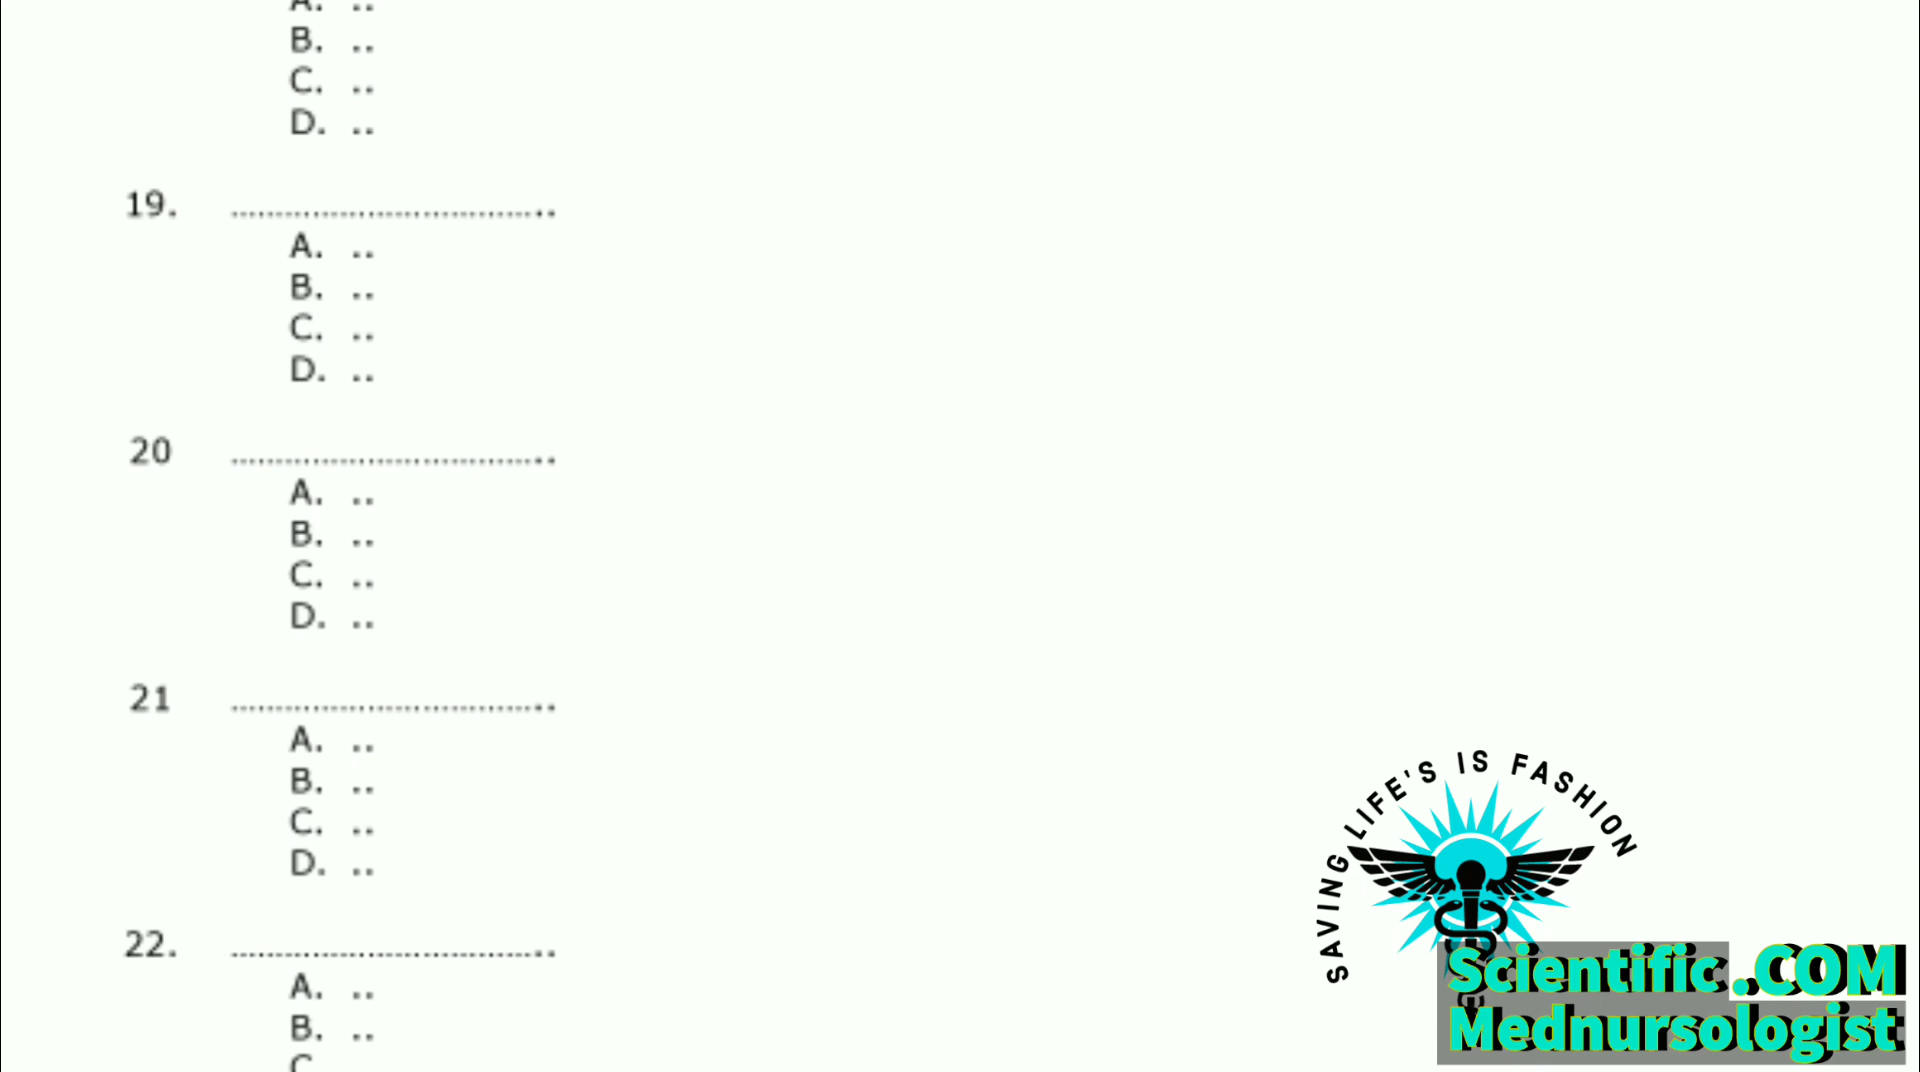 A. ..
B. ..
C. ..
D. ..
19. ..................................
A. ..
B. ..
C. ..
D. ..
20 ..................................
A. ..
B. ..
C. ..
D. ..
21 ..................................
A. ..
B. ..
C. ..
D. ..
22. ..................................
A. ..
B. ..
C
SAVING LIFE'S IS FASHION
Scientific.COM
Mednursologist